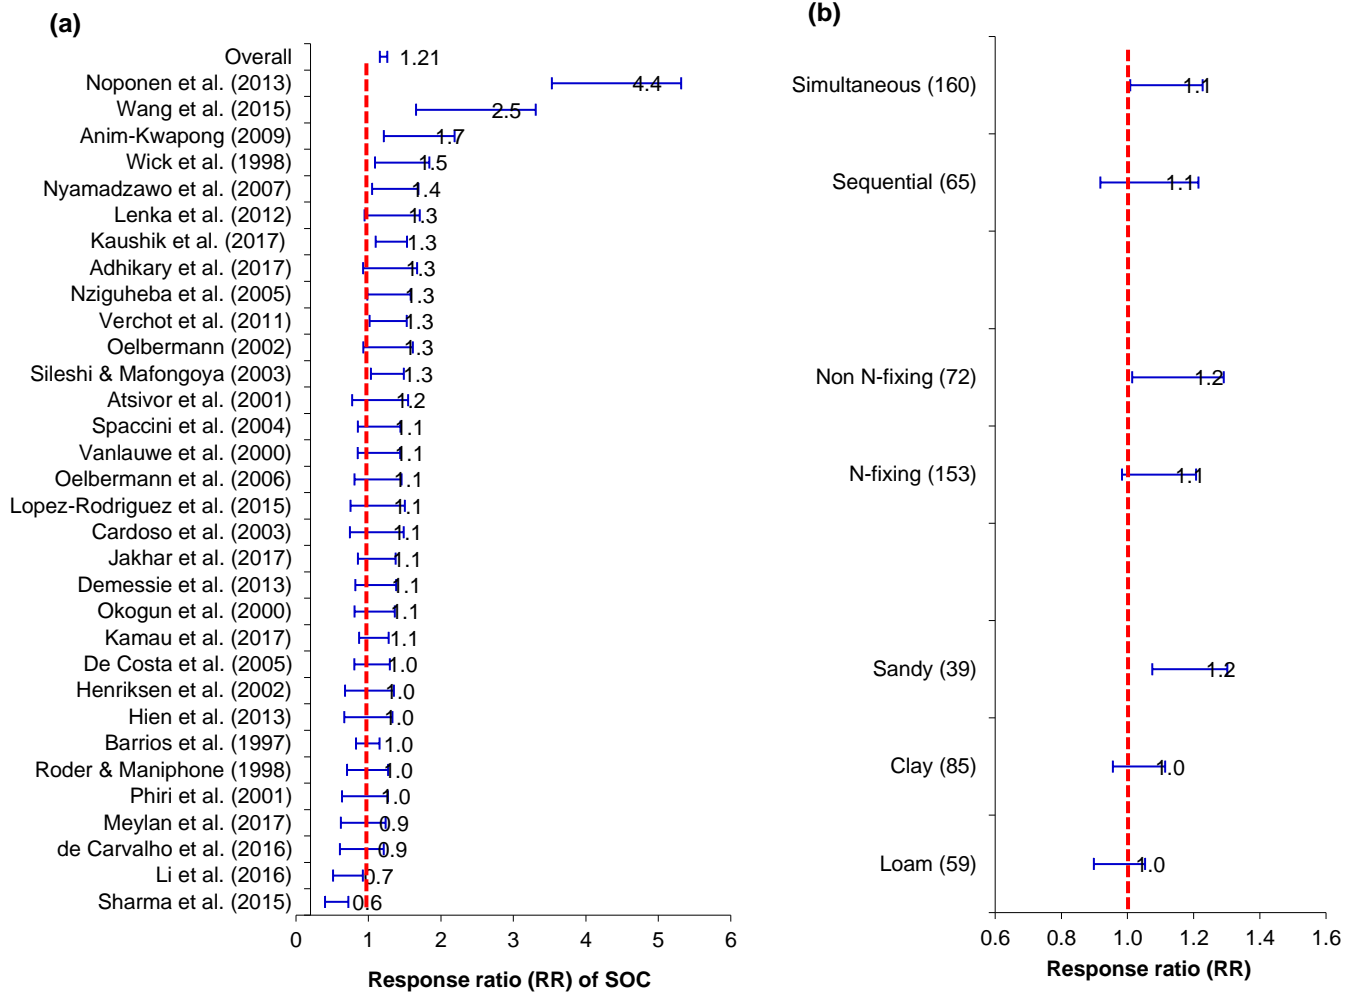 (a)
Overall 1.21
Noponen et al. (2013) 4.4
Wang et al. (2015) 2.5
Anim-Kwapong (2009) 1.7
Wick et al. (1998) 1.5
Nyamadzawo et al. (2007) 1.4
Lenka et al. (2012) 1.3
Kaushik et al. (2017) 1.3
Adhikary et al. (2017) 1.3
Nziguheba et al. (2005) 1.3
Verchot et al. (2011) 1.3
Oelbermann (2002) 1.3
Sileshi & Mafongoya (2003) 1.3
Atsivor et al. (2001) 1.2
Spaccini et al. (2004) 1.1
Vanlauwe et al. (2000) 1.1
Oelbermann et al. (2006) 1.1
Lopez-Rodriguez et al. (2015) 1.1
Cardoso et al. (2003) 1.1
Jakhar et al. (2017) 1.1
Demessie et al. (2013) 1.1
Okogun et al. (2000) 1.1
Kamau et al. (2017) 1.1
De Costa et al. (2005) 1.0
Henriksen et al. (2002) 1.0
Hien et al. (2013) 1.0
Barrios et al. (1997) 1.0
Roder & Maniphone (1998) 1.0
Phiri et al. (2001) 1.0
Meylan et al. (2017) 0.9
de Carvalho et al. (2016) 0.9
Li et al. (2016) 0.7
Sharma et al. (2015) 0.6
0 1 2 3 4 5 6
Response ratio (RR) of SOC
(b)
Simultaneous (160) 1.1
Sequential (65) 1.1
Non N-fixing (72) 1.2
N-fixing (153) 1.1
Sandy (39) 1.2
Clay (85) 1.0
Loam (59) 1.0
0.6 0.8 1.0 1.2 1.4 1.6
Response ratio (RR)